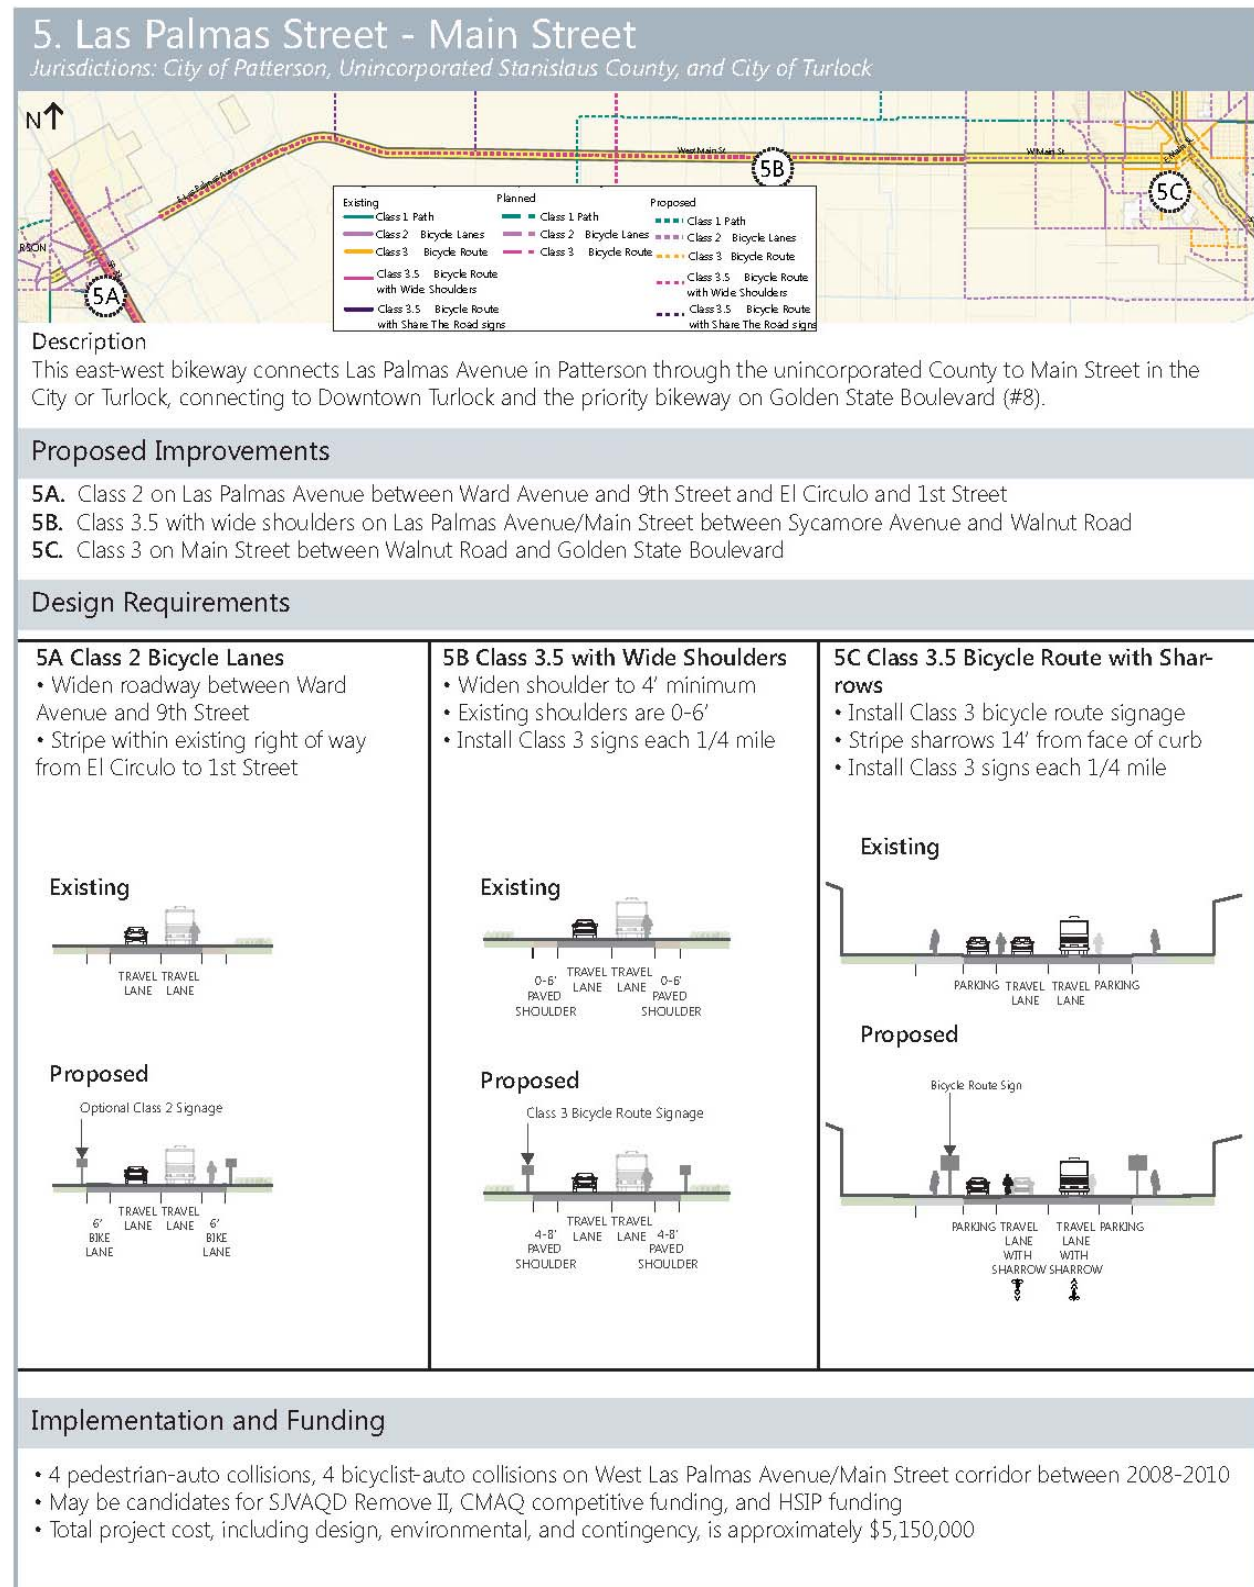 5. Las Palmas Street - Main Street
Jurisdictions: City of Patterson, Unincorporated Stanislaus County, and City of Turlock
N
E Las Palmas Ave
West Main St
W Main St
E Main St
5B
5C
RSON
5A
Existing
Class 1 Path
Class 2 Bicycle Lanes
Class 3 Bicycle Route
Class 3.5 Bicycle Route
with Wide Shoulders
Class 3.5 Bicycle Route
with Share The Road signs
Planned
Class 1 Path
Class 2 Bicycle Lanes
Class 3 Bicycle Route
Proposed
Class 1 Path
Class 2 Bicycle Lanes
Class 3 Bicycle Route
Class 3.5 Bicycle Route
with Wide Shoulders
Class 3.5 Bicycle Route
with Share The Road signs
Description
This east-west bikeway connects Las Palmas Avenue in Patterson through the unincorporated County to Main Street in the
City or Turlock, connecting to Downtown Turlock and the priority bikeway on Golden State Boulevard (#8).
Proposed Improvements
5A. Class 2 on Las Palmas Avenue between Ward Avenue and 9th Street and El Circulo and 1st Street
5B. Class 3.5 with wide shoulders on Las Palmas Avenue/Main Street between Sycamore Avenue and Walnut Road
5C. Class 3 on Main Street between Walnut Road and Golden State Boulevard
Design Requirements
5A Class 2 Bicycle Lanes
• Widen roadway between Ward
Avenue and 9th Street
• Stripe within existing right of way
from El Circulo to 1st Street
Existing
TRAVEL TRAVEL
LANE LANE
Proposed
Optional Class 2 Signage
TRAVEL TRAVEL
LANE LANE
6'
BIKE
LANE
6'
BIKE
LANE
5B Class 3.5 with Wide Shoulders
• Widen shoulder to 4' minimum
• Existing shoulders are 0-6'
• Install Class 3 signs each 1/4 mile
Existing
TRAVEL TRAVEL
LANE LANE
0-6'
PAVED
SHOULDER
0-6'
PAVED
SHOULDER
Proposed
Class 3 Bicycle Route Signage
TRAVEL TRAVEL
LANE LANE
4-8'
PAVED
SHOULDER
4-8'
PAVED
SHOULDER
5C Class 3.5 Bicycle Route with Shar-
rows
• Install Class 3 bicycle route signage
• Stripe sharrows 14' from face of curb
• Install Class 3 signs each 1/4 mile
Existing
PARKING TRAVEL TRAVEL PARKING
LANE LANE
Proposed
Bicycle Route Sign
PARKING TRAVEL TRAVEL PARKING
LANE LANE
WITH WITH
SHARROW SHARROW
Implementation and Funding
• 4 pedestrian-auto collisions, 4 bicyclist-auto collisions on West Las Palmas Avenue/Main Street corridor between 2008-2010
• May be candidates for SJVAQD Remove II, CMAQ competitive funding, and HSIP funding
• Total project cost, including design, environmental, and contingency, is approximately $5,150,000